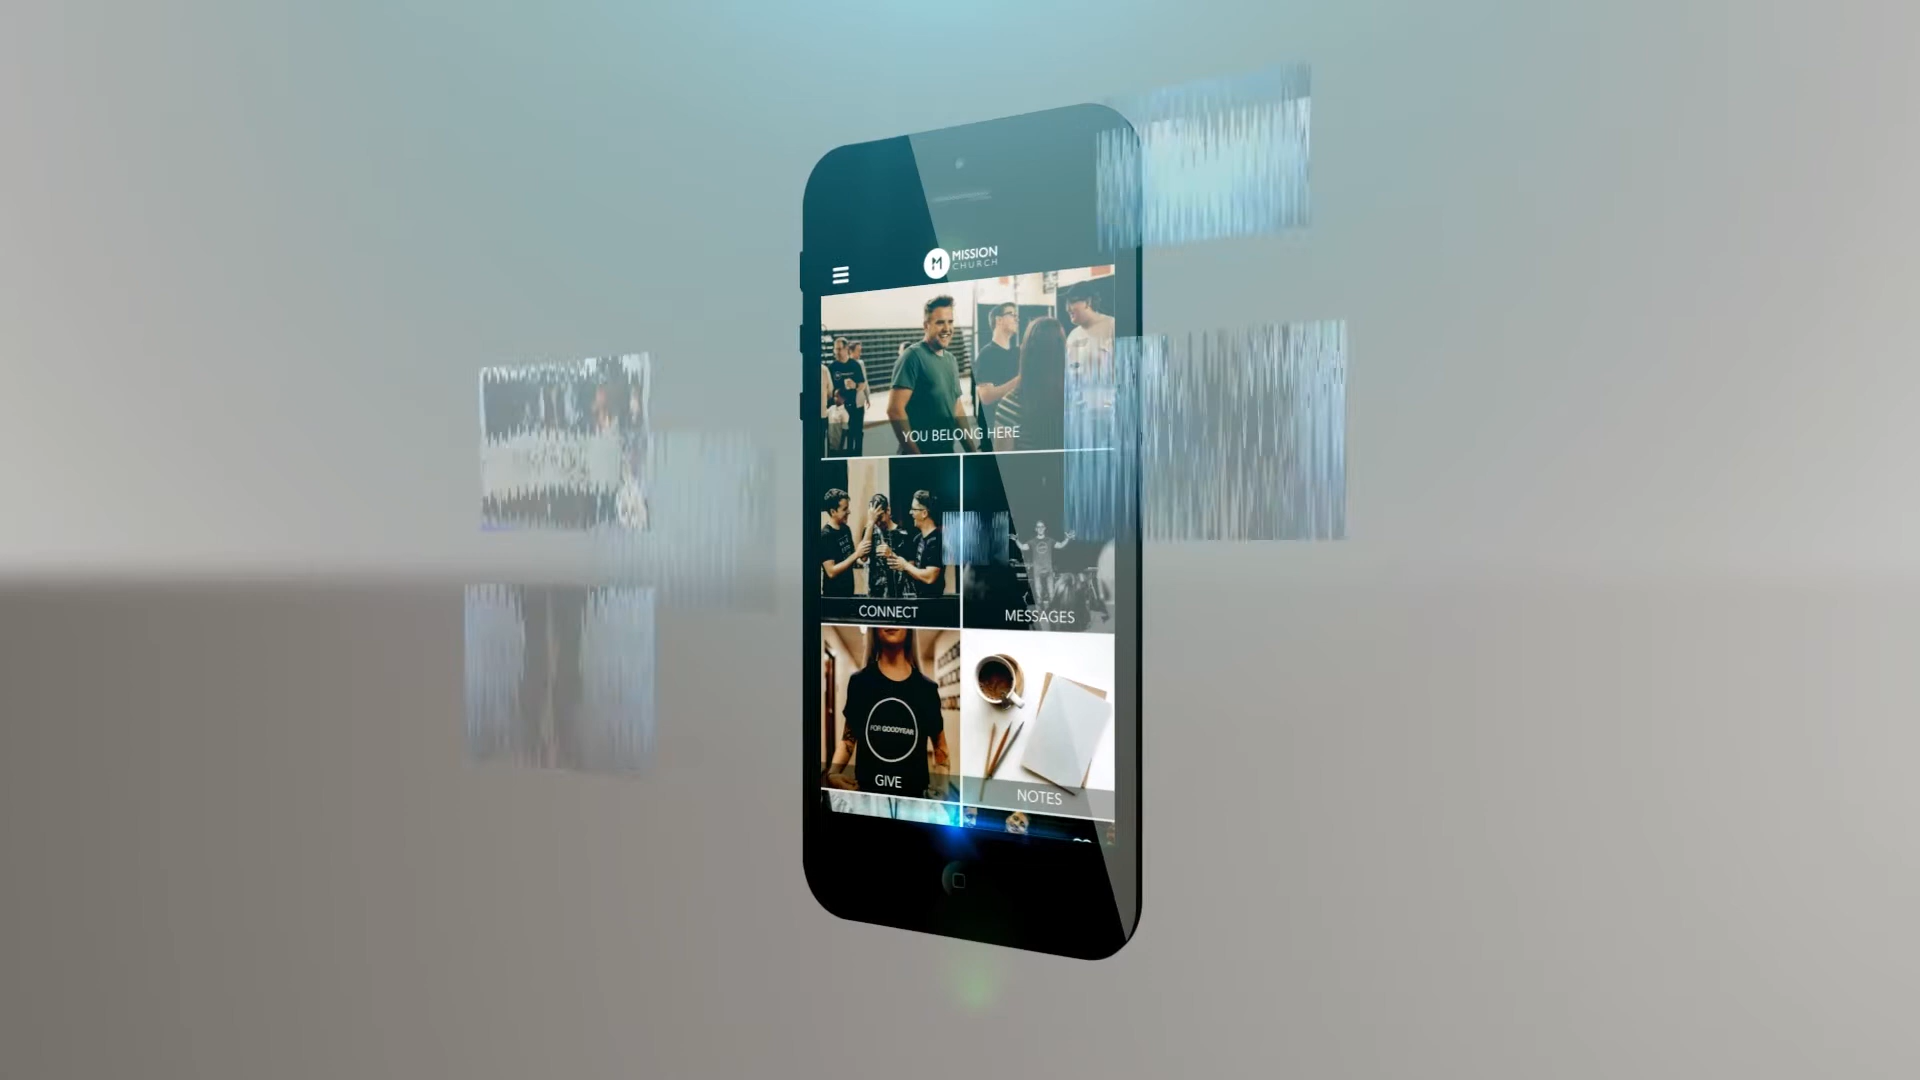 M MISSION
CHURCH
YOU BELONG HERE
CONNECT
MESSAGES
FOR GOODYEAR
GIVE
NOTES